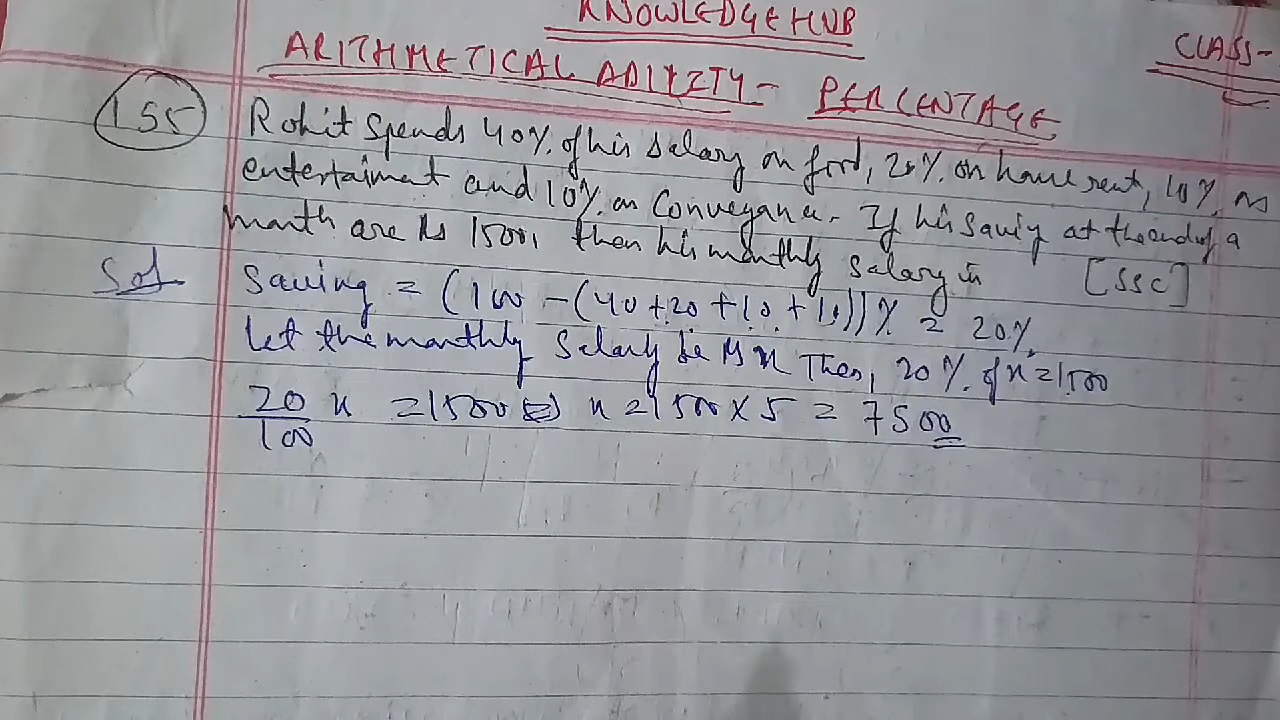 KNOWLEDGE HUB
CLASS-
ARITHMETICAL ABILITY- PERCENTAGE
155 Rohit Spends 40% of his salary on food, 20% on house rent, 10% on
entertaiment and 10% on Conveyance. If his saving at the end of a
month are Rs 1500, then his monthly salary is [SSC]
Sol Saving = (100-(40+20+10+10))% = 20%
Let the monthly Salary be Rs x Then, 20% of x = 1500
20/100 x = 1500 ⇒ x = 1500 x 5 = 7500